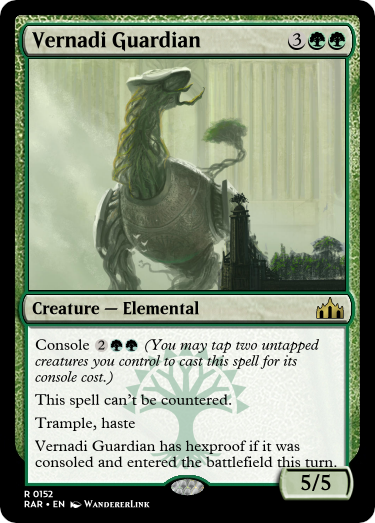 Vernadi Guardian 3
Creature — Elemental
Console 2 (You may tap two untapped
creatures you control to cast this spell for its
console cost.)
This spell can't be countered.
Trample, haste
Vernadi Guardian has hexproof if it was
consoled and entered the battlefield this turn.
5/5
R 0152
RAR • EN WANDERERLINK